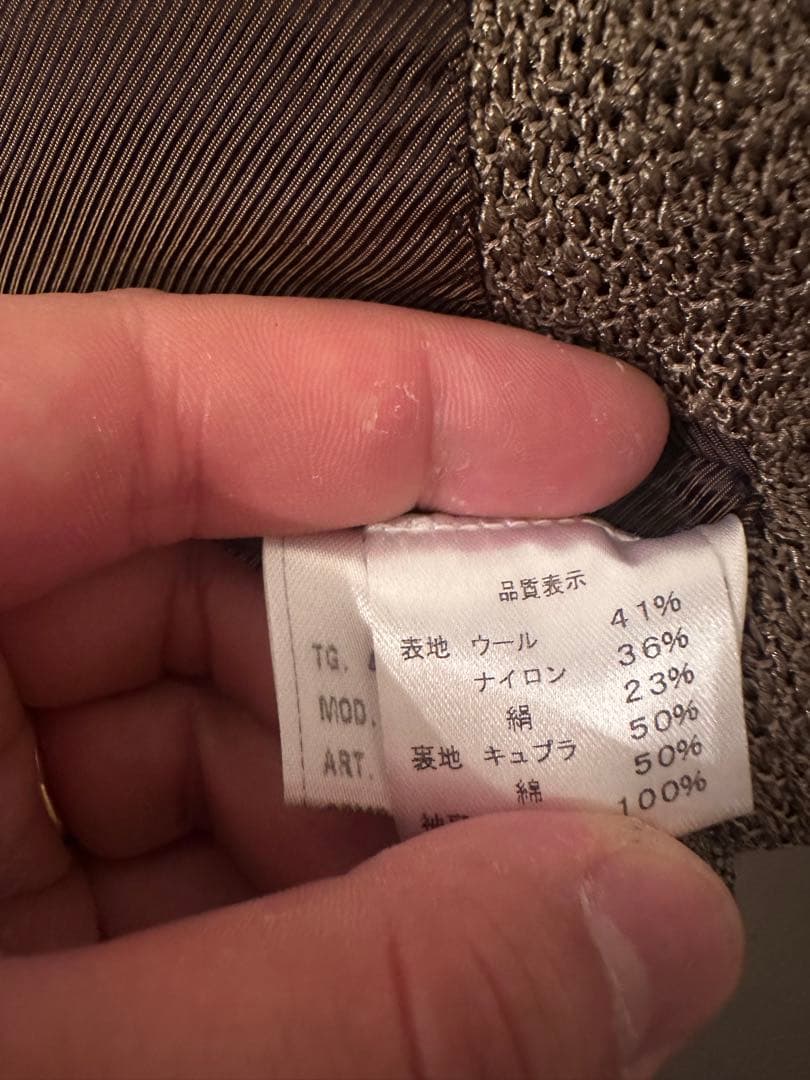 品質表示
表地 ウール 41%
ナイロン 36%
絹 23%
裏地 キュプラ 50%
綿 50%
100%
TG.
MOD.
ART.